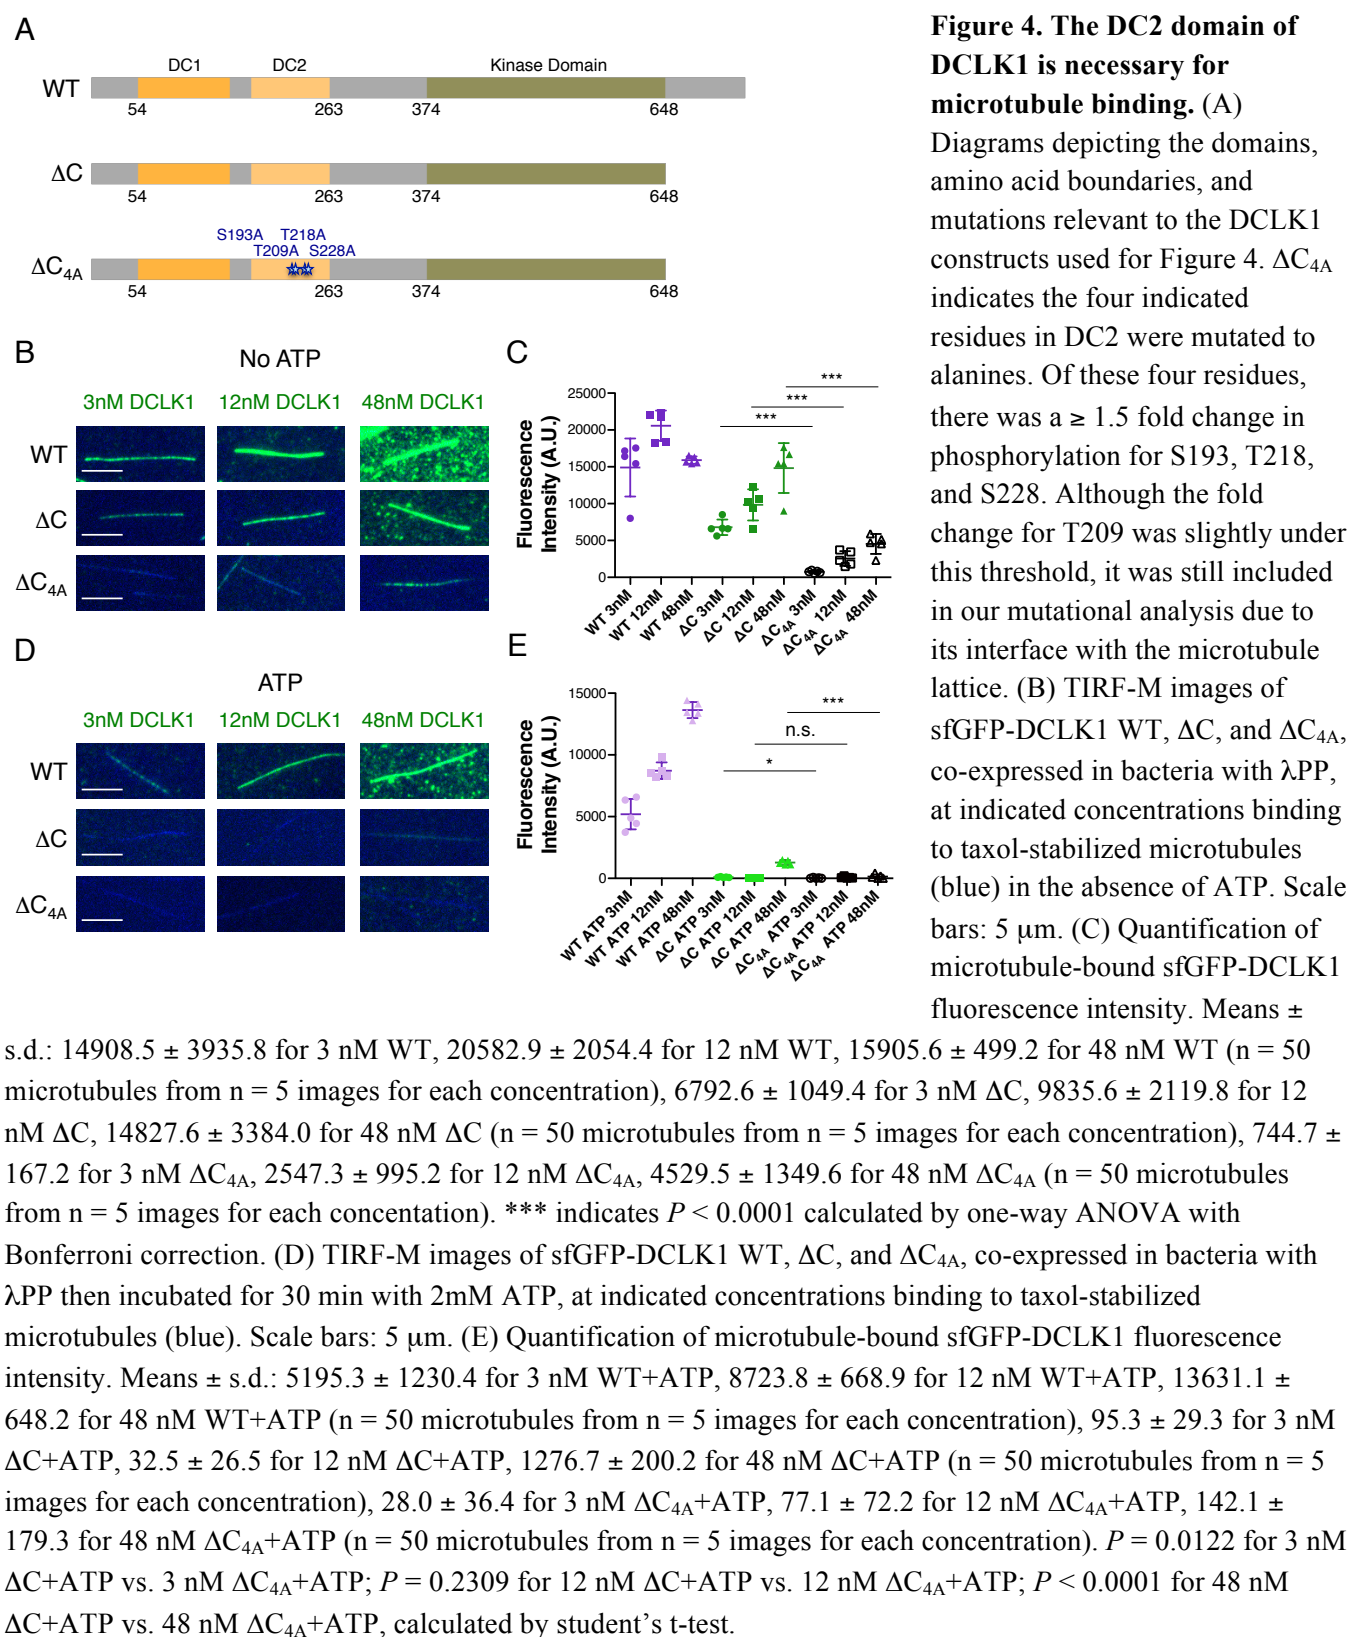 A
DC1 DC2 Kinase Domain
WT
54 263 374 648
ΔC
54 263 374 648
S193A T218A
T209A S228A
ΔC4A
54 263 374 648
B
No ATP
3nM DCLK1 12nM DCLK1 48nM DCLK1
WT
ΔC
ΔC4A
C
Fluorescence
Intensity (A.U.)
25000
20000
15000
10000
5000
0
***
***
***
WT 3nM
WT 12nM
WT 48nM
ΔC 3nM
ΔC 12nM
ΔC 48nM
ΔC4A 3nM
ΔC4A 12nM
ΔC4A 48nM
D
ATP
3nM DCLK1 12nM DCLK1 48nM DCLK1
WT
ΔC
ΔC4A
E
Fluorescence
Intensity (A.U.)
15000
10000
5000
0
***
n.s.
*
WT ATP 3nM
WT ATP 12nM
WT ATP 48nM
ΔC ATP 3nM
ΔC ATP 12nM
ΔC ATP 48nM
ΔC4A ATP 3nM
ΔC4A ATP 12nM
ΔC4A ATP 48nM
Figure 4. The DC2 domain of
DCLK1 is necessary for
microtubule binding. (A)
Diagrams depicting the domains,
amino acid boundaries, and
mutations relevant to the DCLK1
constructs used for Figure 4. ΔC4A
indicates the four indicated
residues in DC2 were mutated to
alanines. Of these four residues,
there was a ≥ 1.5 fold change in
phosphorylation for S193, T218,
and S228. Although the fold
change for T209 was slightly under
this threshold, it was still included
in our mutational analysis due to
its interface with the microtubule
lattice. (B) TIRF-M images of
sfGFP-DCLK1 WT, ΔC, and ΔC4A,
co-expressed in bacteria with λPP,
at indicated concentrations binding
to taxol-stabilized microtubules
(blue) in the absence of ATP. Scale
bars: 5 μm. (C) Quantification of
microtubule-bound sfGFP-DCLK1
fluorescence intensity. Means ±
s.d.: 14908.5 ± 3935.8 for 3 nM WT, 20582.9 ± 2054.4 for 12 nM WT, 15905.6 ± 499.2 for 48 nM WT (n = 50
microtubules from n = 5 images for each concentration), 6792.6 ± 1049.4 for 3 nM ΔC, 9835.6 ± 2119.8 for 12
nM ΔC, 14827.6 ± 3384.0 for 48 nM ΔC (n = 50 microtubules from n = 5 images for each concentration), 744.7 ±
167.2 for 3 nM ΔC4A, 2547.3 ± 995.2 for 12 nM ΔC4A, 4529.5 ± 1349.6 for 48 nM ΔC4A (n = 50 microtubules
from n = 5 images for each concentation). *** indicates P < 0.0001 calculated by one-way ANOVA with
Bonferroni correction. (D) TIRF-M images of sfGFP-DCLK1 WT, ΔC, and ΔC4A, co-expressed in bacteria with
λPP then incubated for 30 min with 2mM ATP, at indicated concentrations binding to taxol-stabilized
microtubules (blue). Scale bars: 5 μm. (E) Quantification of microtubule-bound sfGFP-DCLK1 fluorescence
intensity. Means ± s.d.: 5195.3 ± 1230.4 for 3 nM WT+ATP, 8723.8 ± 668.9 for 12 nM WT+ATP, 13631.1 ±
648.2 for 48 nM WT+ATP (n = 50 microtubules from n = 5 images for each concentration), 95.3 ± 29.3 for 3 nM
ΔC+ATP, 32.5 ± 26.5 for 12 nM ΔC+ATP, 1276.7 ± 200.2 for 48 nM ΔC+ATP (n = 50 microtubules from n = 5
images for each concentration), 28.0 ± 36.4 for 3 nM ΔC4A+ATP, 77.1 ± 72.2 for 12 nM ΔC4A+ATP, 142.1 ±
179.3 for 48 nM ΔC4A+ATP (n = 50 microtubules from n = 5 images for each concentration). P = 0.0122 for 3 nM
ΔC+ATP vs. 3 nM ΔC4A+ATP; P = 0.2309 for 12 nM ΔC+ATP vs. 12 nM ΔC4A+ATP; P < 0.0001 for 48 nM
ΔC+ATP vs. 48 nM ΔC4A+ATP, calculated by student’s t-test.